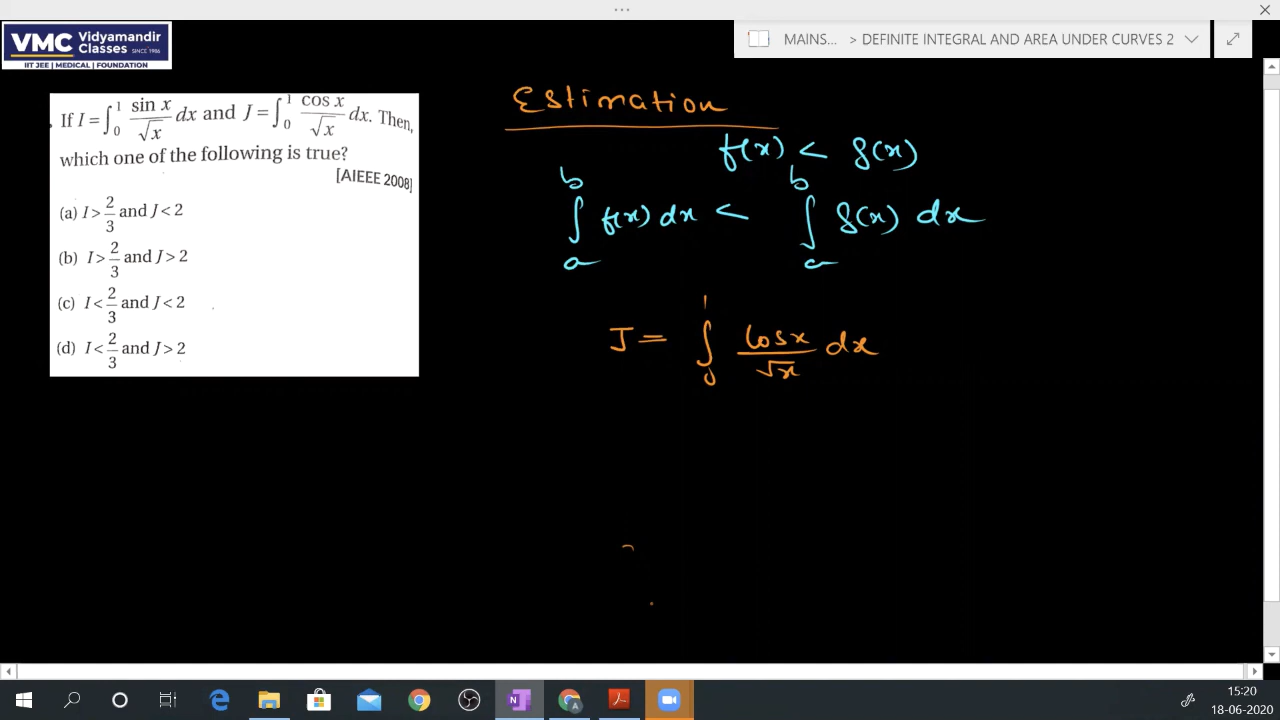 VMC Vidyamandir Classes SINCE 1986
IIT JEE | MEDICAL | FOUNDATION
MAINS... > DEFINITE INTEGRAL AND AREA UNDER CURVES 2
. If I = ∫₀¹ sin x/√x dx and J = ∫₀¹ cos x/√x dx. Then,
which one of the following is true?
[AIEEE 2008]
(a) I > 2/3 and J < 2
(b) I > 2/3 and J > 2
(c) I < 2/3 and J < 2
(d) I < 2/3 and J > 2
Estimation
f(x) < g(x)
∫ₐᵇ f(x) dx < ∫ₐᵇ g(x) dx
J = ∫₀¹ cosx/√x dx
15:20
18-06-2020